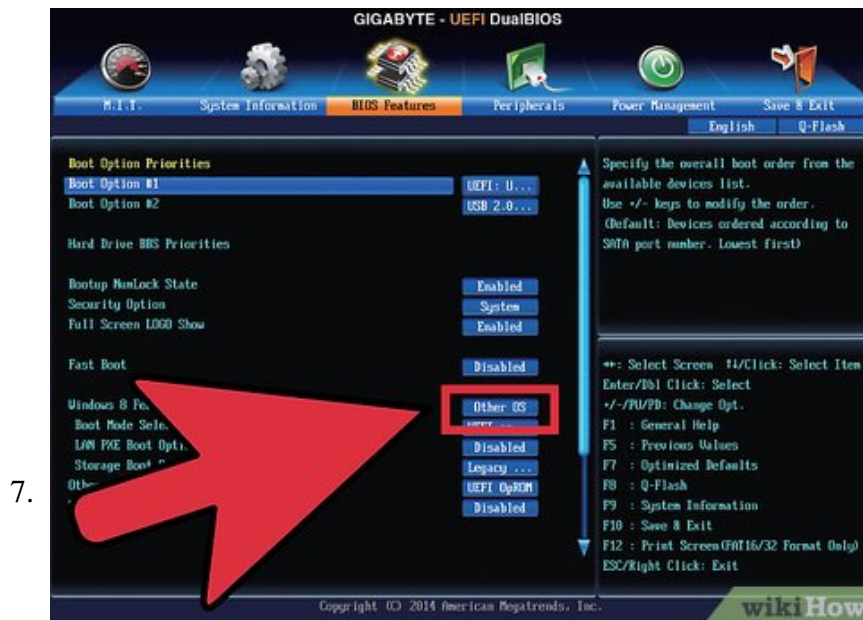 GIGABYTE - UEFI DualBIOS
M.I.T. System Information BIOS Features Peripherals Power Management Save & Exit
English Q-Flash
Boot Option Priorities
Boot Option #1 UEFI: U...
Boot Option #2 USB 2.0...
Hard Drive BBS Priorities
Bootup NumLock State Enabled
Security Option System
Full Screen LOGO Show Enabled
Fast Boot Disabled
Windows 8 Other OS
Boot Mode UEFI
LAN PXE Boot Disabled
Storage Boot Legacy ...
UEFI OpROM
Disabled
Specify the overall boot order from the
available devices list.
Use +/- keys to modify the order.
(Default: Devices ordered according to
SATA port number. Lowest first)
↔: Select Screen ↑↓/Click: Select Item
Enter/Dbl Click: Select
+/-/PU/PD: Change Opt.
F1 : General Help
F5 : Previous Values
F7 : Optimized Defaults
F8 : Q-Flash
F9 : System Information
F10 : Save & Exit
F12 : Print Screen(FAT16/32 Format Only)
ESC/Right Click: Exit
7.
Copyright (C) 2014 American Megatrends, Inc.
wikiHow